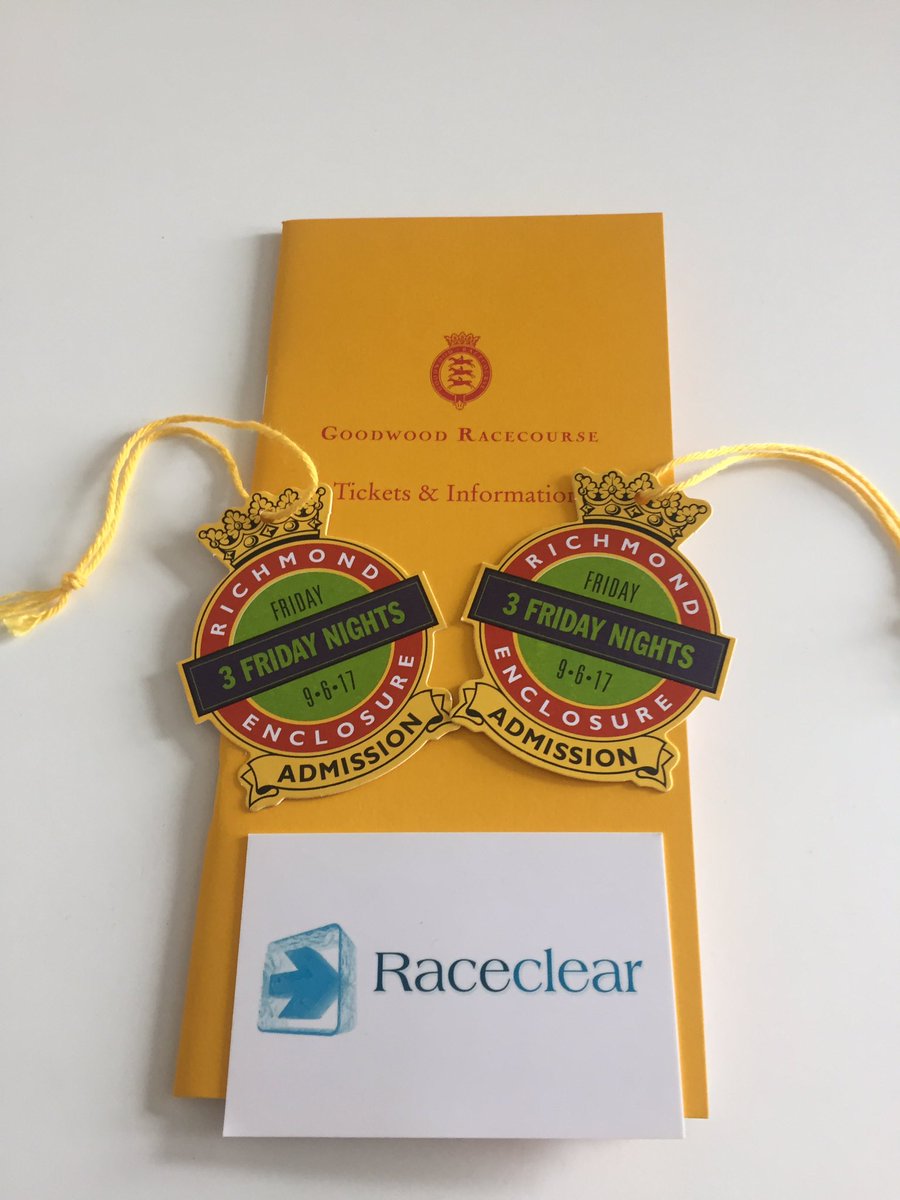 GOODWOOD RACECOURSE
Tickets & Information
RICHMOND
FRIDAY
3 FRIDAY NIGHTS
9•6•17
ENCLOSURE
ADMISSION
RICHMOND
FRIDAY
3 FRIDAY NIGHTS
9•6•17
ENCLOSURE
ADMISSION
Raceclear